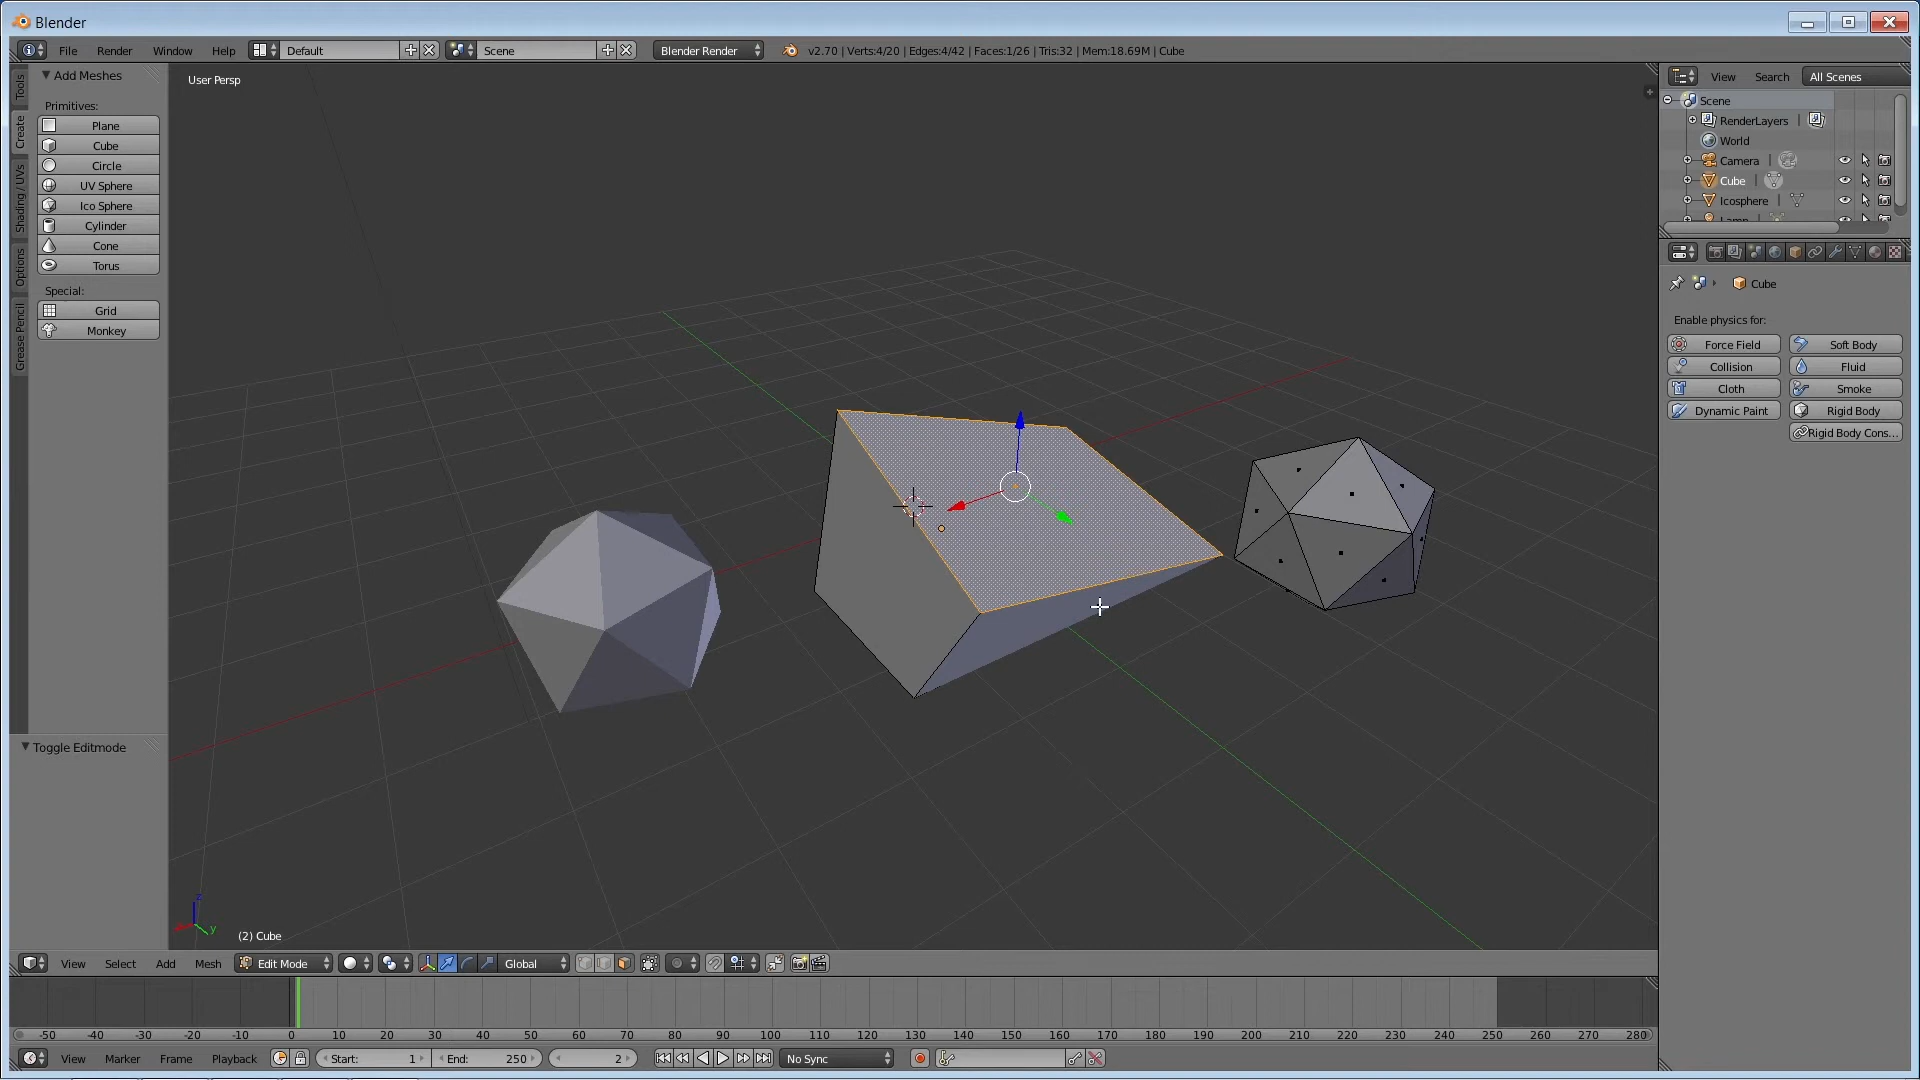 Blender
File Render Window Help Default Scene Blender Render v2.70 | Verts:4/20 | Edges:4/42 | Faces:1/26 | Tris:32 | Mem:18.69M | Cube
Tools
Create
Shading / UVs
Options
Grease Pencil
Add Meshes
Primitives:
Plane
Cube
Circle
UV Sphere
Ico Sphere
Cylinder
Cone
Torus
Special:
Grid
Monkey
Toggle Editmode
User Persp
z
y
(2) Cube
View Search All Scenes
Scene
RenderLayers
World
Camera
Cube
Icosphere
Cube
Enable physics for:
Force Field Soft Body
Collision Fluid
Cloth Smoke
Dynamic Paint Rigid Body
Rigid Body Cons...
View Select Add Mesh Edit Mode Global
-50 -40 -30 -20 -10 0 10 20 30 40 50 60 70 80 90 100 110 120 130 140 150 160 170 180 190 200 210 220 230 240 250 260 270 280
View Marker Frame Playback Start: 1 End: 250 2 No Sync